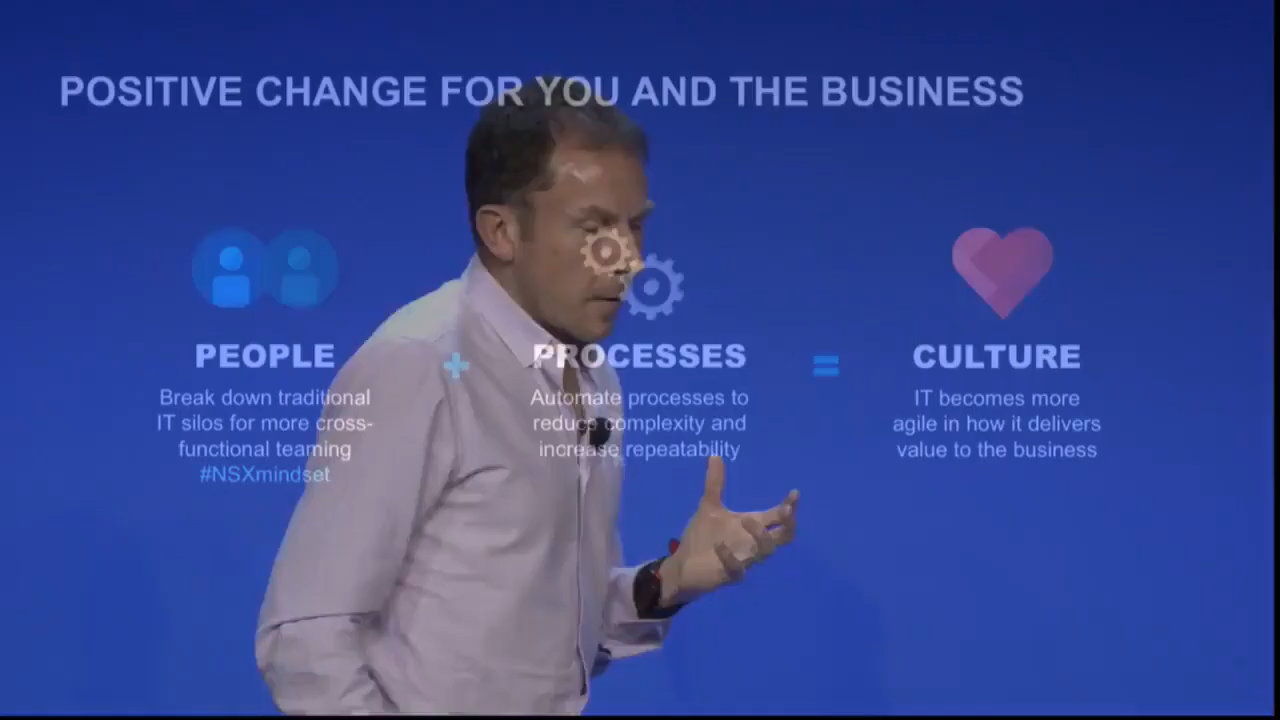 POSITIVE CHANGE FOR YOU AND THE BUSINESS
PEOPLE
Break down traditional
IT silos for more cross-
functional teaming
#NSXmindset
+
PROCESSES
Automate processes to
reduce complexity and
increase repeatability
=
CULTURE
IT becomes more
agile in how it delivers
value to the business